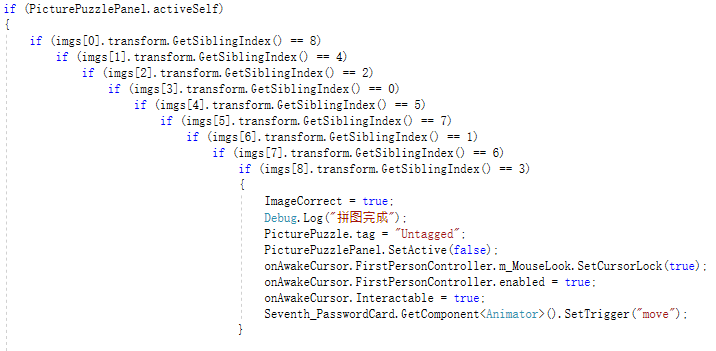 if (PicturePuzzlePanel.activeSelf)
{
if (imgs[0].transform.GetSiblingIndex() == 8)
if (imgs[1].transform.GetSiblingIndex() == 4)
if (imgs[2].transform.GetSiblingIndex() == 2)
if (imgs[3].transform.GetSiblingIndex() == 0)
if (imgs[4].transform.GetSiblingIndex() == 5)
if (imgs[5].transform.GetSiblingIndex() == 7)
if (imgs[6].transform.GetSiblingIndex() == 1)
if (imgs[7].transform.GetSiblingIndex() == 6)
if (imgs[8].transform.GetSiblingIndex() == 3)
{
ImageCorrect = true;
Debug.Log("拼图完成");
PicturePuzzle.tag = "Untagged";
PicturePuzzlePanel.SetActive(false);
onAwakeCursor.FirstPersonController.m_MouseLook.SetCursorLock(true);
onAwakeCursor.FirstPersonController.enabled = true;
onAwakeCursor.Interactable = true;
Seventh_PasswordCard.GetComponent<Animator>().SetTrigger("move");
}